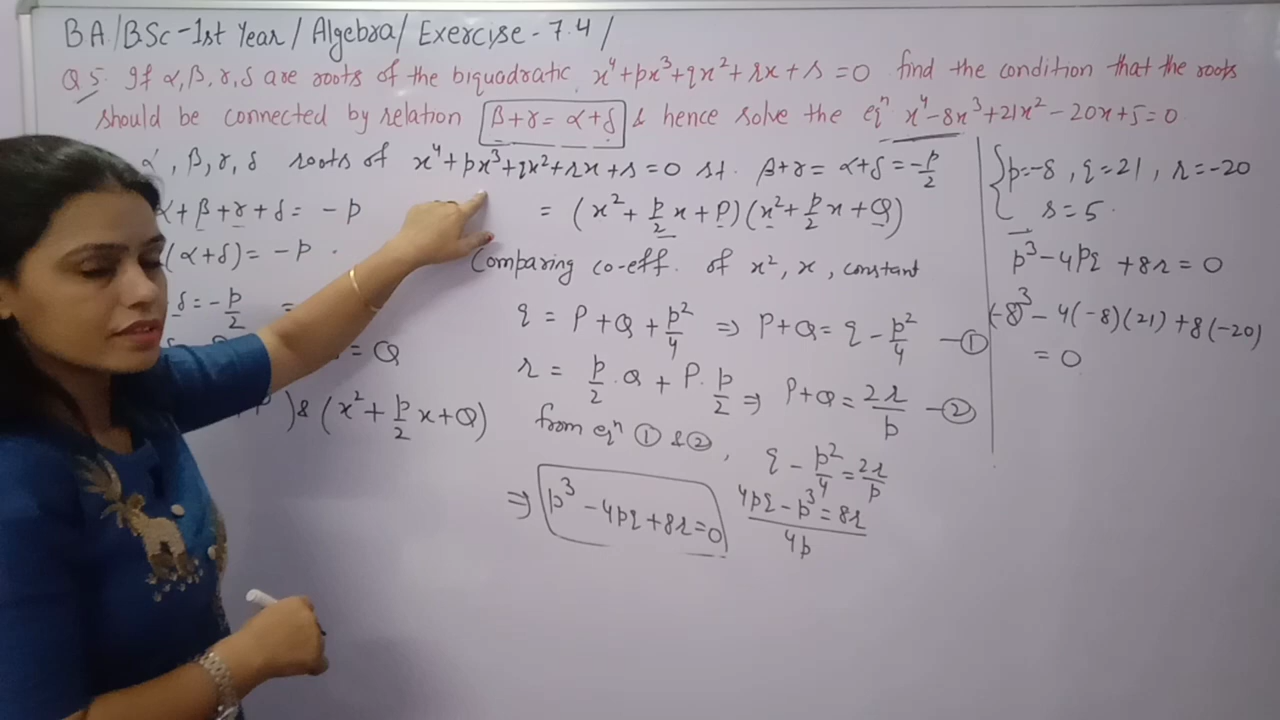 BA/BSc-1st Year/Algebra/Exercise-7.4/
Q5. If α,β,γ,δ are roots of the biquadratic x⁴+px³+qx²+rx+s=0 find the condition that the roots
should be connected by relation β+γ=α+δ & hence solve the eqⁿ x⁴-8x³+21x²-20x+5=0
α, β, γ, δ roots of x⁴+px³+qx²+rx+s=0 st. β+γ= α+δ=-p/2
α+β+γ+δ= -p
= (x²+p/2 x+P)(x²+p/2 x+Q)
(α+δ)= -p
Comparing co-eff. of x², x, constant
δ=-p/2 =
q = P+Q+p²/4 ⇒ P+Q= q-p²/4 —①
= Q
r = p/2.Q + P.p/2 ⇒ P+Q= 2r/p —②
) & (x²+p/2 x+Q)
from eqⁿ ① & ②, q - p²/4 = 2r/p
4pq-p³=8r
4p
⇒ p³-4pq+8r=0
{p=-8, q=21, r=-20
s=5.
p³-4pq+8r=0
(-8)³-4(-8)(21)+8(-20)
=0